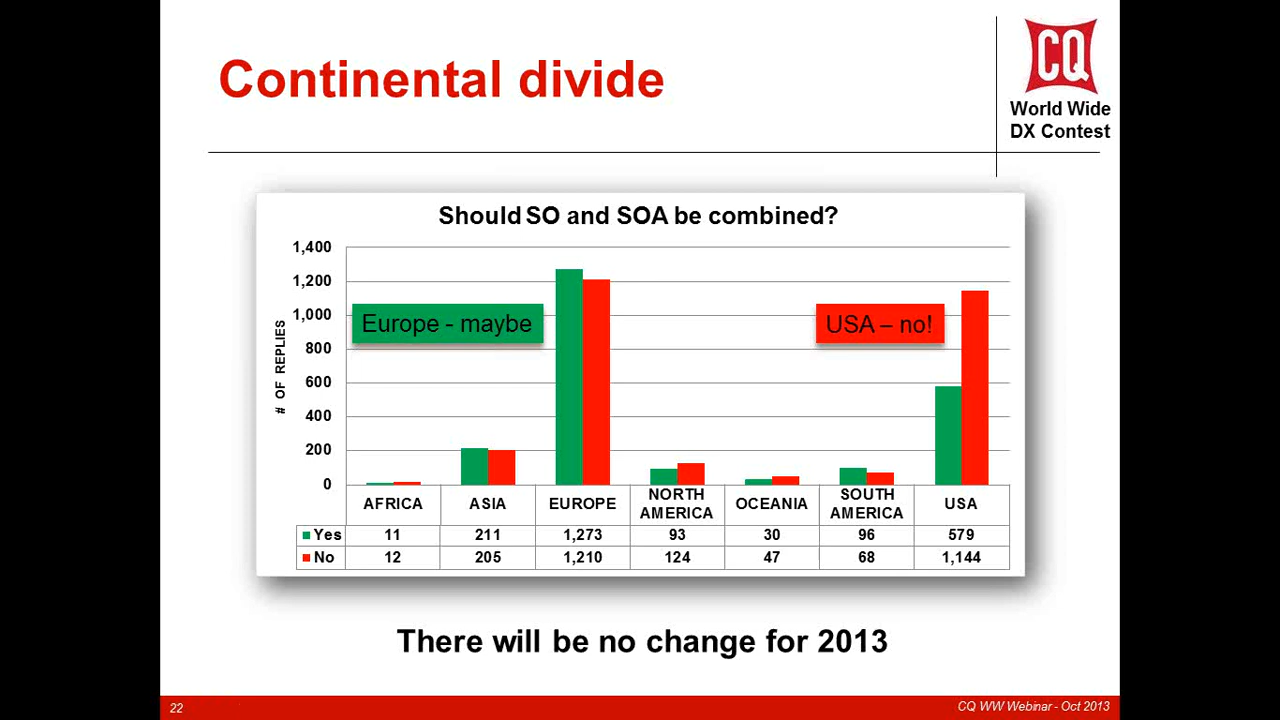 Continental divide
CQ
World Wide
DX Contest
Should SO and SOA be combined?
1,400
1,200
1,000
800
600
400
200
0
# OF REPLIES
Europe - maybe
USA – no!
AFRICA ASIA EUROPE NORTH AMERICA OCEANIA SOUTH AMERICA USA
Yes 11 211 1,273 93 30 96 579
No 12 205 1,210 124 47 68 1,144
There will be no change for 2013
22
CQ WW Webinar - Oct 2013